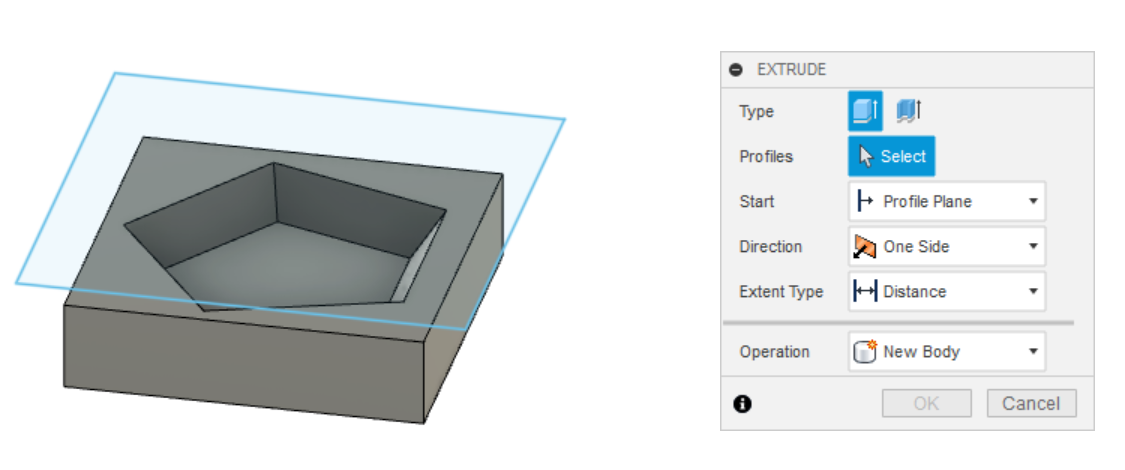 EXTRUDE
Type
Profiles Select
Start Profile Plane
Direction One Side
Extent Type Distance
Operation New Body
OK Cancel